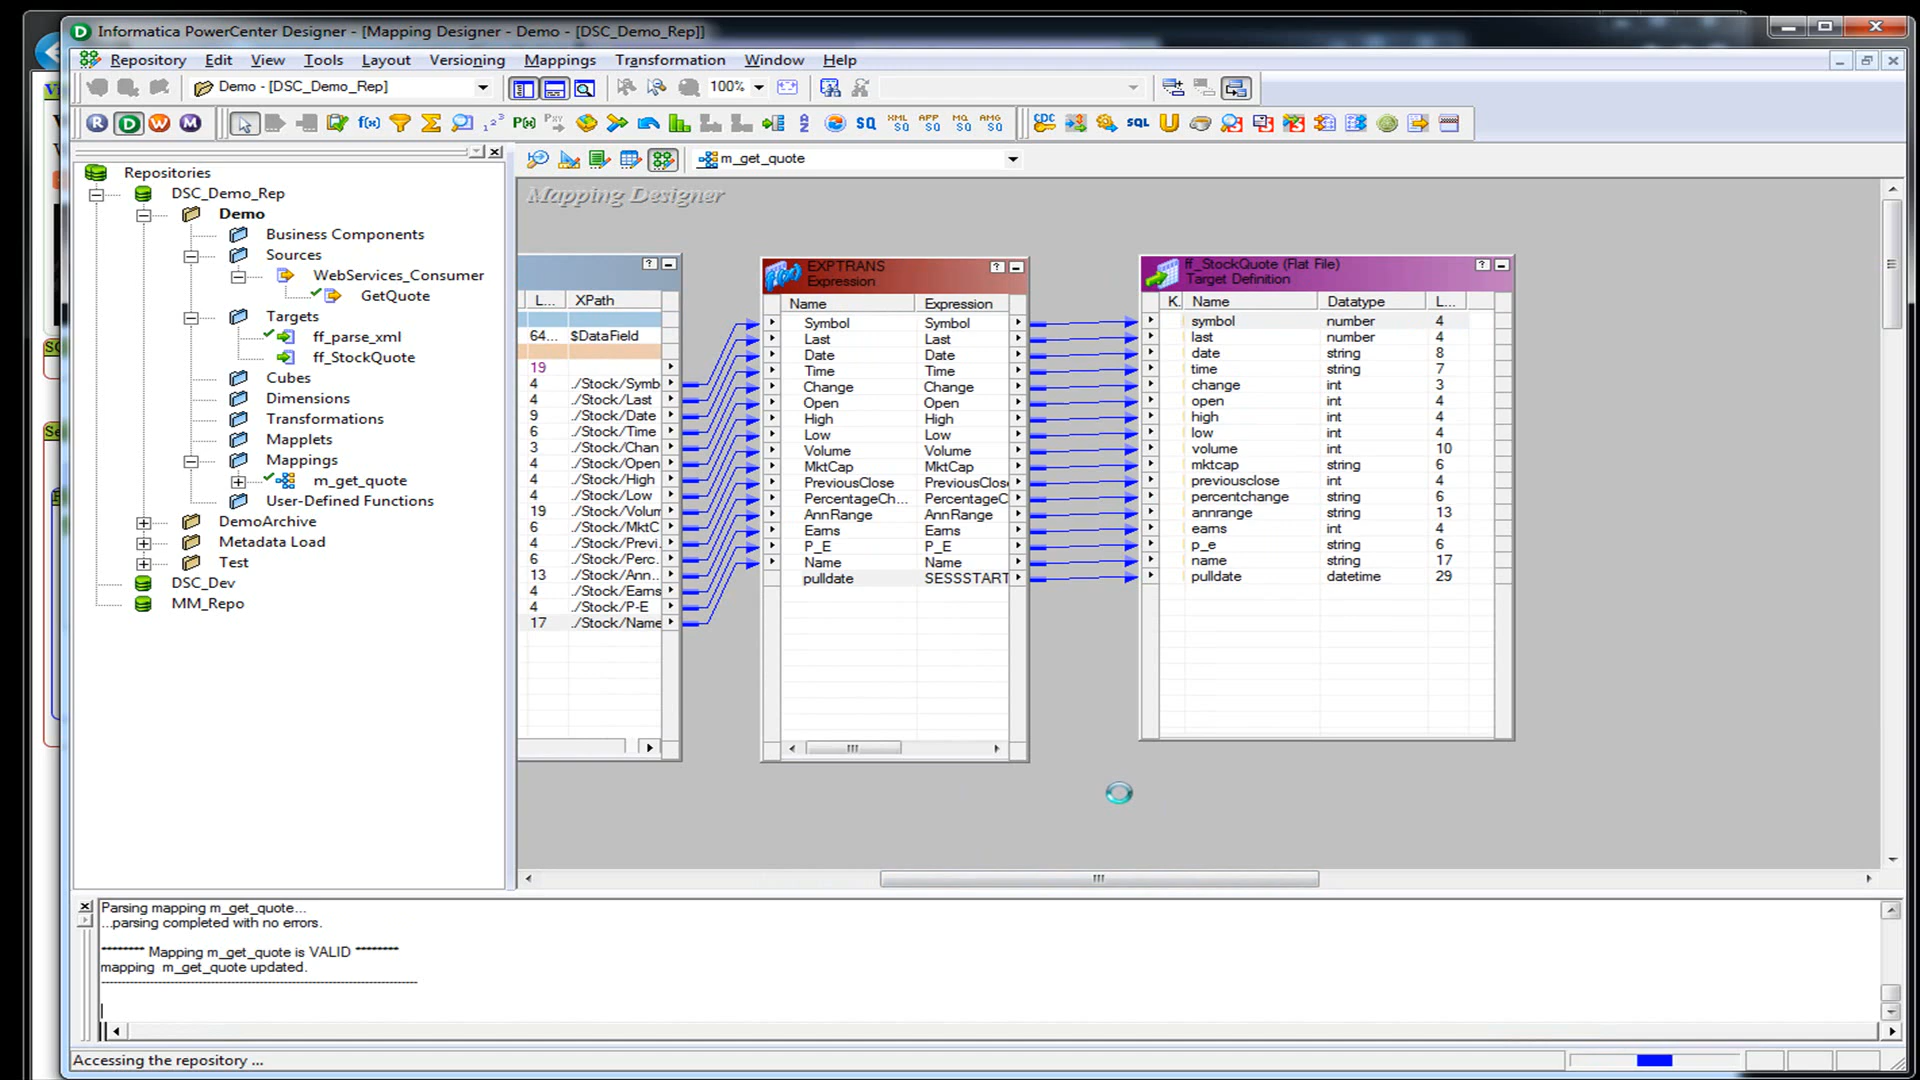 Informatica PowerCenter Designer - [Mapping Designer - Demo - [DSC_Demo_Rep]]
Repository Edit View Tools Layout Versioning Mappings Transformation Window Help
Demo - [DSC_Demo_Rep] 100%
m_get_quote
Repositories
DSC_Demo_Rep
Demo
Business Components
Sources
WebServices_Consumer
GetQuote
Targets
ff_parse_xml
ff_StockQuote
Cubes
Dimensions
Transformations
Mapplets
Mappings
m_get_quote
User-Defined Functions
DemoArchive
Metadata Load
Test
DSC_Dev
MM_Repo
Mapping Designer
L... XPath
64... $DataField
19
4 ./Stock/Symb
4 ./Stock/Last
9 ./Stock/Date
6 ./Stock/Time
3 ./Stock/Chan
4 ./Stock/Open
4 ./Stock/High
4 ./Stock/Low
19 ./Stock/Volum
6 ./Stock/MktC
4 ./Stock/Previ.
6 ./Stock/Perc.
13 ./Stock/Ann..
4 ./Stock/Earns
4 ./Stock/P-E
17 ./Stock/Name
EXPTRANS
Expression
Name Expression
Symbol Symbol
Last Last
Date Date
Time Time
Change Change
Open Open
High High
Low Low
Volume Volume
MktCap MktCap
PreviousClose PreviousClose
PercentageCh... PercentageC
AnnRange AnnRange
Earns Earns
P_E P_E
Name Name
pulldate SESSSTART
ff_StockQuote (Flat File)
Target Definition
K. Name Datatype L...
symbol number 4
last number 4
date string 8
time string 7
change int 3
open int 4
high int 4
low int 4
volume int 10
mktcap string 6
previousclose int 4
percentchange string 6
annrange string 13
earns int 4
p_e string 6
name string 17
pulldate datetime 29
Parsing mapping m_get_quote...
...parsing completed with no errors.
******** Mapping m_get_quote is VALID ********
mapping m_get_quote updated.
Accessing the repository ...